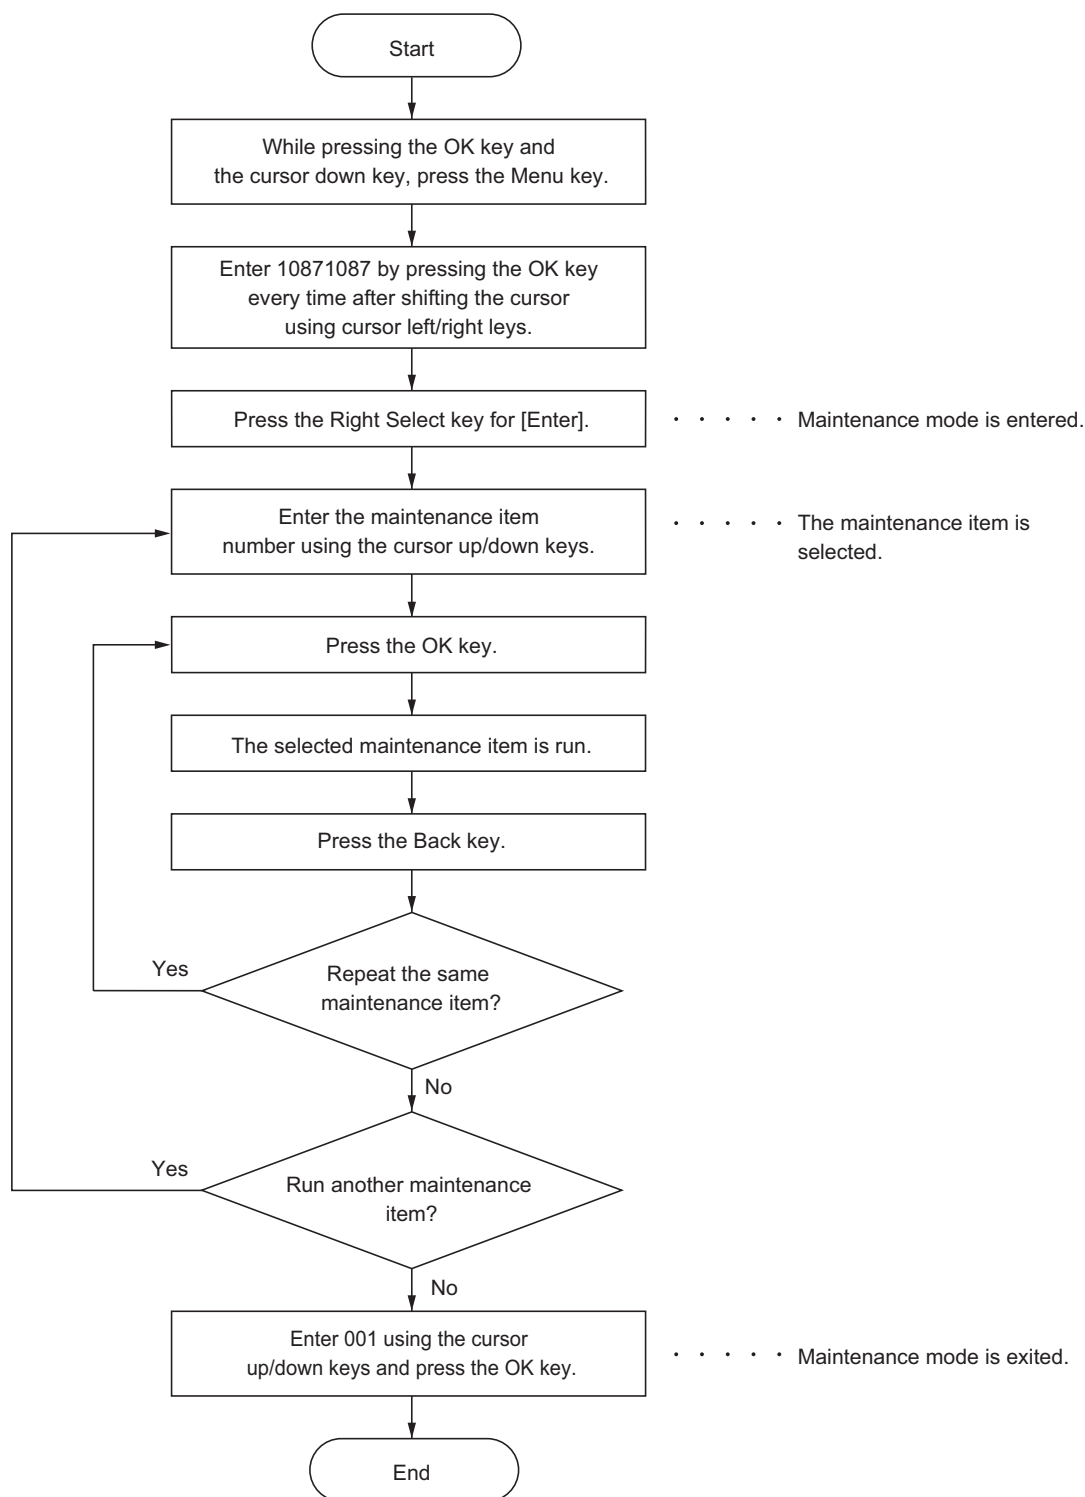 Start
While pressing the OK key and
the cursor down key, press the Menu key.
Enter 10871087 by pressing the OK key
every time after shifting the cursor
using cursor left/right leys.
Press the Right Select key for [Enter].
· · · · · Maintenance mode is entered.
Enter the maintenance item
number using the cursor up/down keys.
· · · · · The maintenance item is
selected.
Press the OK key.
The selected maintenance item is run.
Press the Back key.
Yes
Repeat the same
maintenance item?
No
Yes
Run another maintenance
item?
No
Enter 001 using the cursor
up/down keys and press the OK key.
· · · · · Maintenance mode is exited.
End